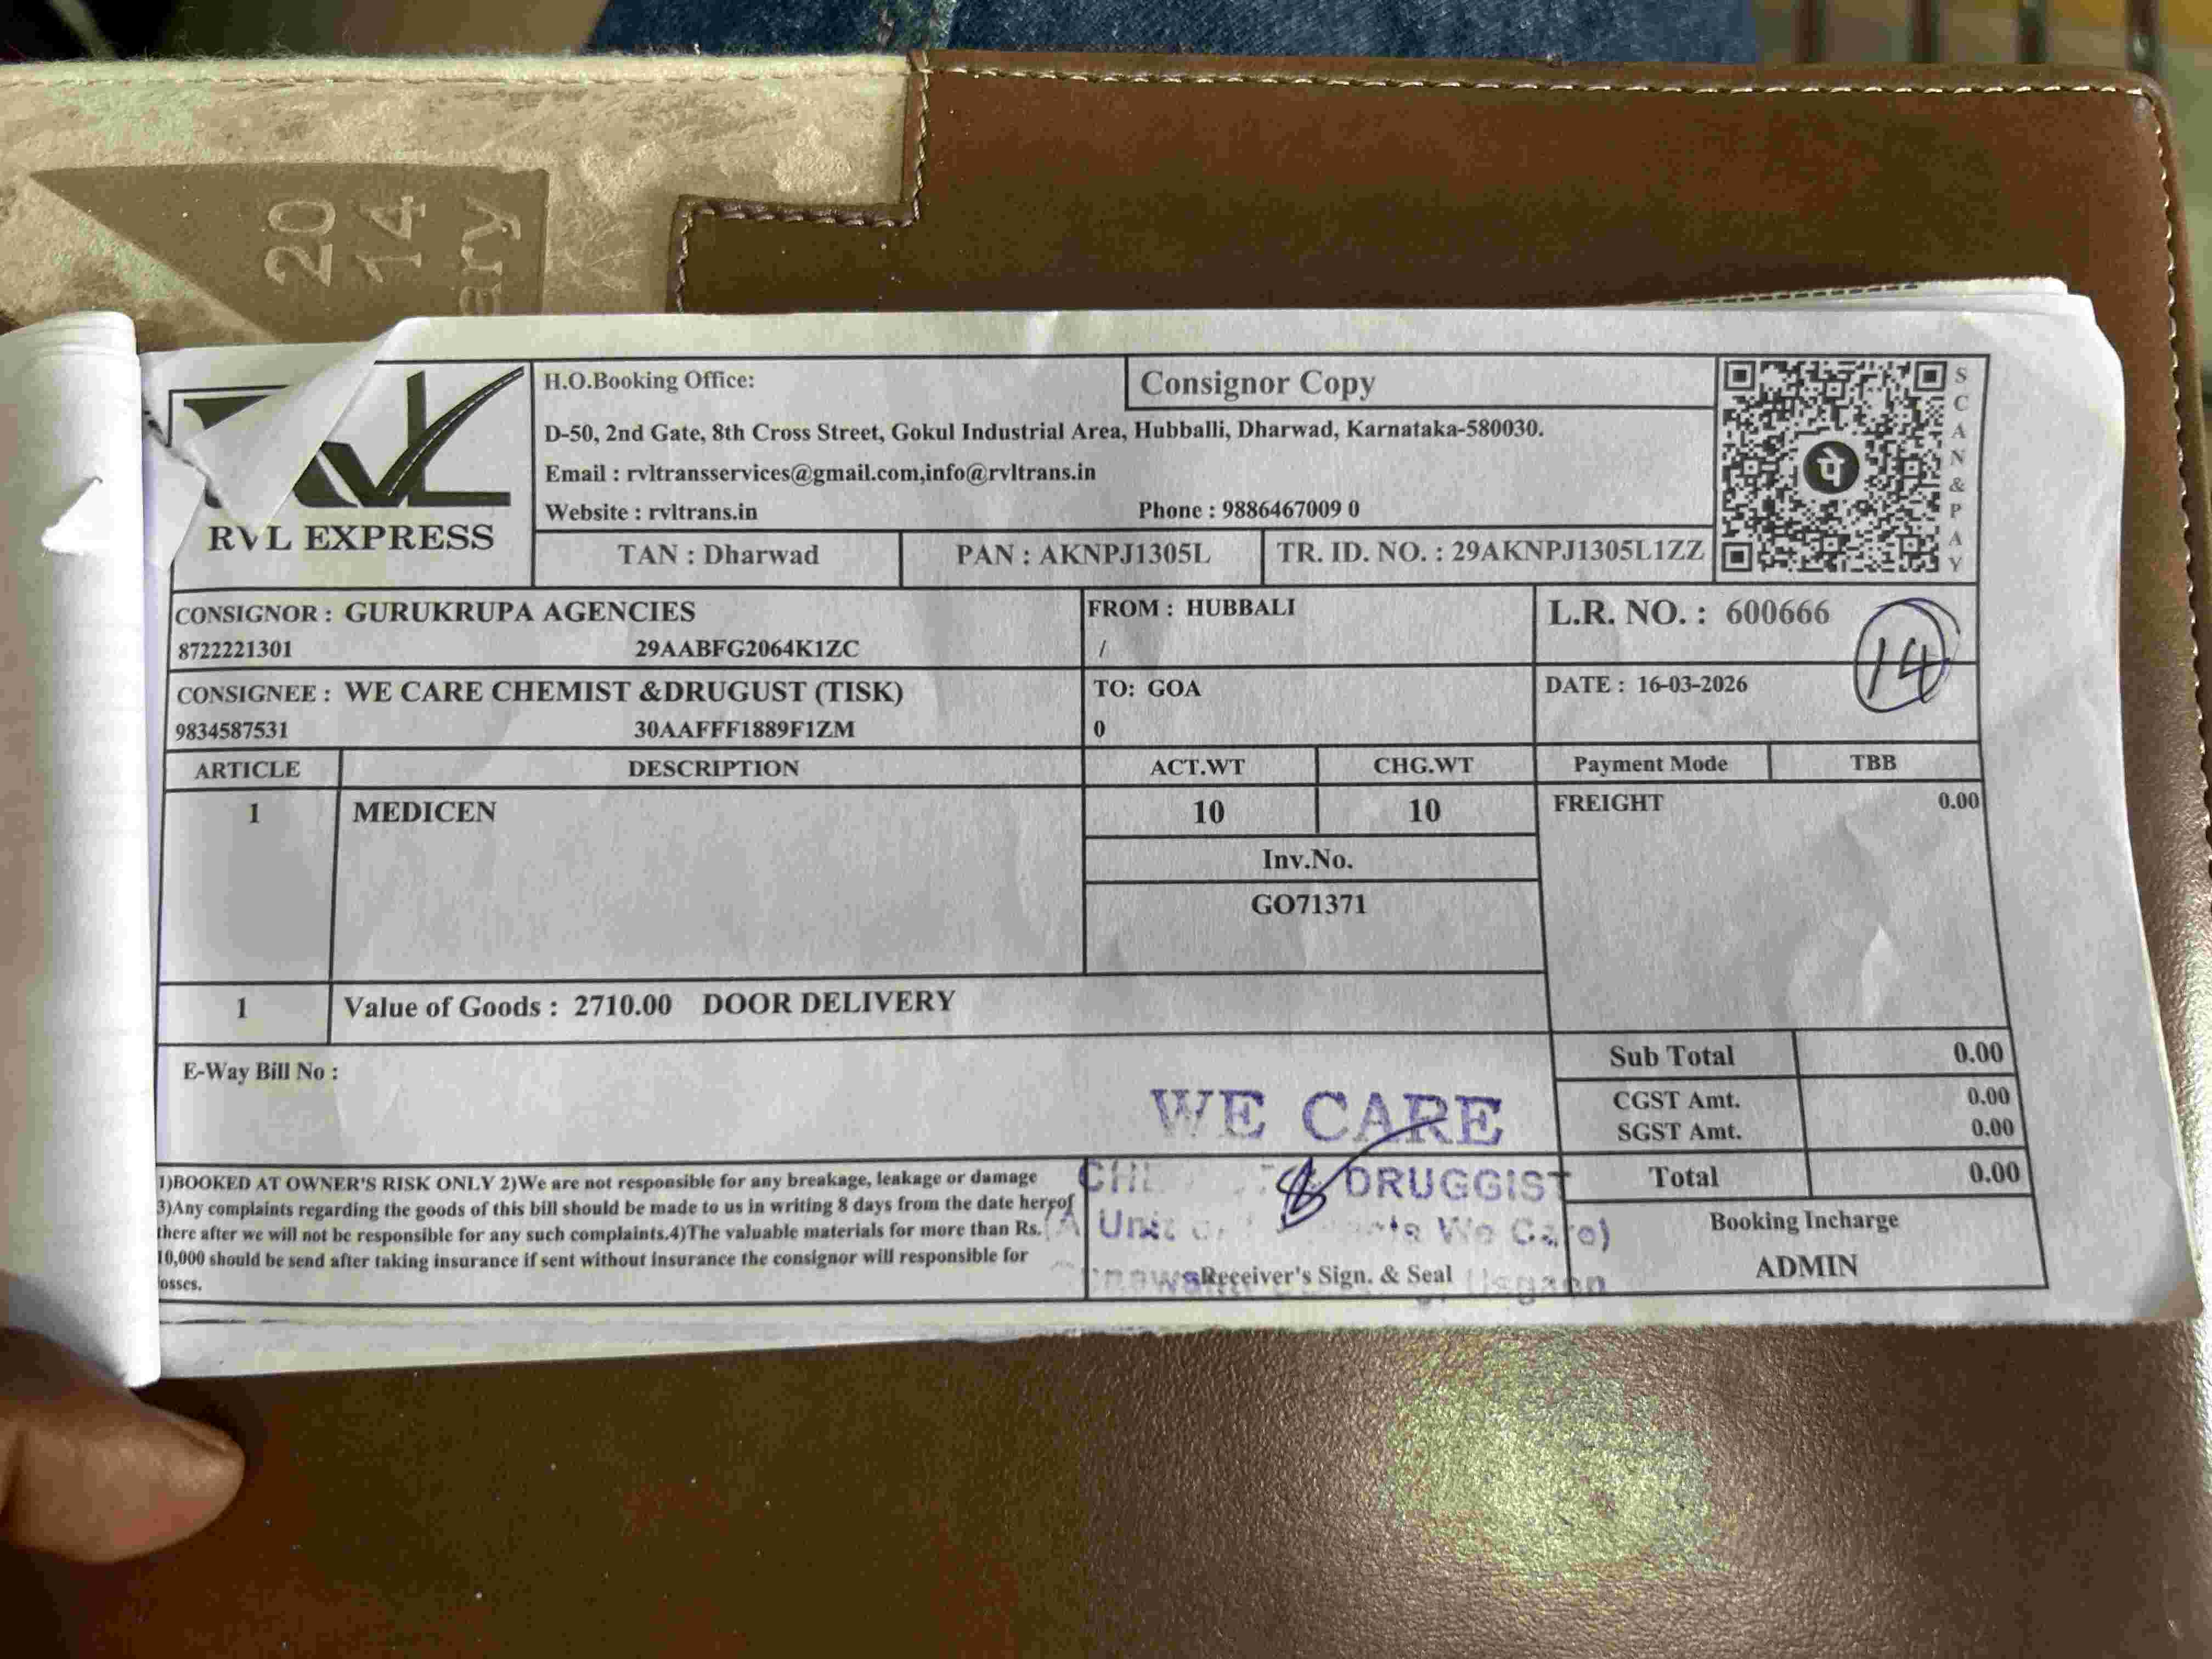 20
14
ery
RVL EXPRESS
H.O.Booking Office:
Consignor Copy
D-50, 2nd Gate, 8th Cross Street, Gokul Industrial Area, Hubballi, Dharwad, Karnataka-580030.
Email : rvltransservices@gmail.com,info@rvltrans.in
Website : rvltrans.in Phone : 9886467009 0
TAN : Dharwad PAN : AKNPJ1305L TR. ID. NO. : 29AKNPJ1305L1ZZ
पे
SCAN&PAY
CONSIGNOR : GURUKRUPA AGENCIES FROM : HUBBALI L.R. NO. : 600666
8722221301 29AABFG2064K1ZC /
14
CONSIGNEE : WE CARE CHEMIST &DRUGUST (TISK) TO: GOA DATE : 16-03-2026
9834587531 30AAFFF1889F1ZM 0
ARTICLE DESCRIPTION ACT.WT CHG.WT Payment Mode TBB
1 MEDICEN 10 10 FREIGHT 0.00
Inv.No.
GO71371
1 Value of Goods : 2710.00 DOOR DELIVERY
E-Way Bill No :
Sub Total 0.00
CGST Amt. 0.00
SGST Amt. 0.00
Total 0.00
Booking Incharge
ADMIN
1)BOOKED AT OWNER'S RISK ONLY 2)We are not responsible for any breakage, leakage or damage
3)Any complaints regarding the goods of this bill should be made to us in writing 8 days from the date hereof
there after we will not be responsible for any such complaints.4)The valuable materials for more than Rs.
10,000 should be send after taking insurance if sent without insurance the consignor will responsible for
osses.
WE CARE
& DRUGGIST
(A Unit We Care)
Usgaon
Receiver's Sign. & Seal